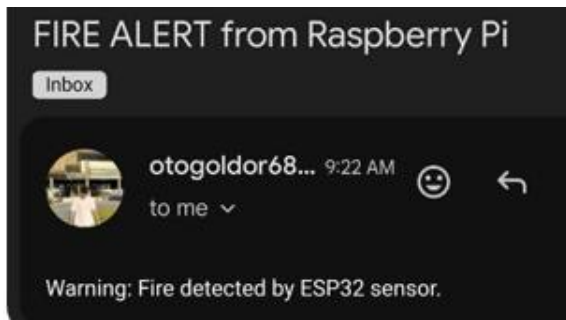 FIRE ALERT from Raspberry Pi
Inbox
otogoldor68... 9:22 AM
to me
Warning: Fire detected by ESP32 sensor.